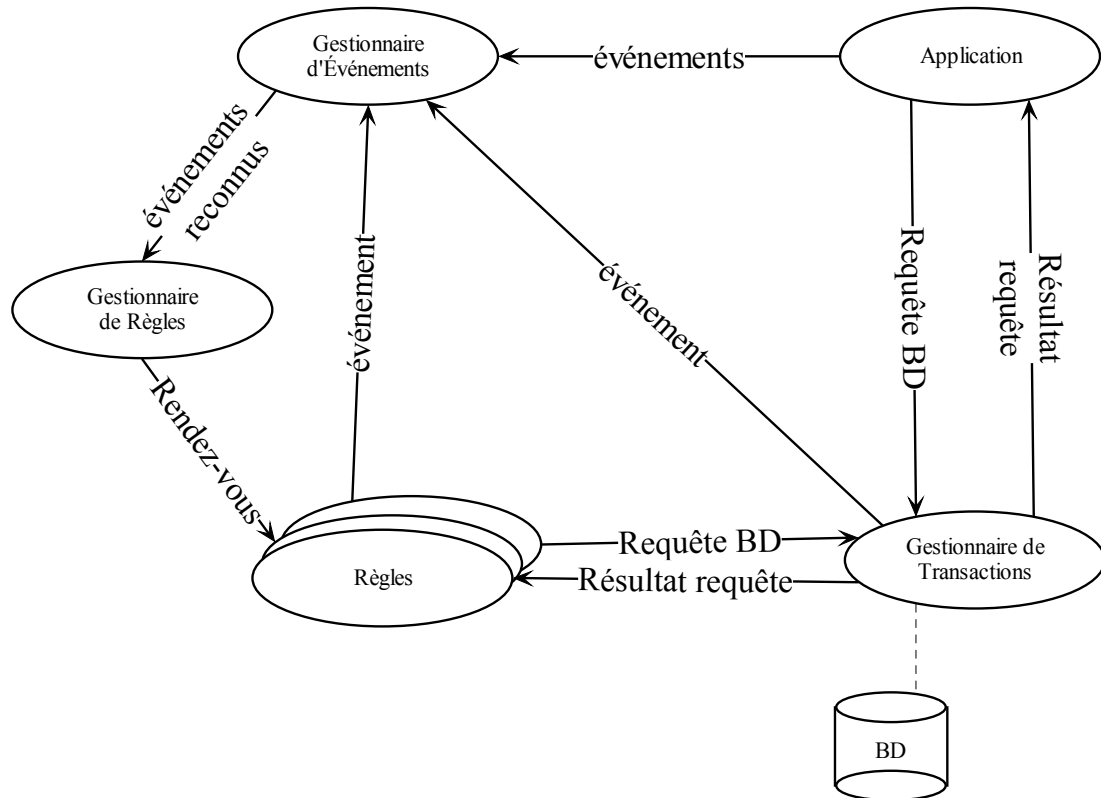 Gestionnaire
d'Événements
événements
Application
événements
reconnus
événement
événement
Requête BD
Résultat
requête
Gestionnaire
de Règles
Rendez-vous
Règles
Requête BD
Résultat requête
Gestionnaire de
Transactions
BD